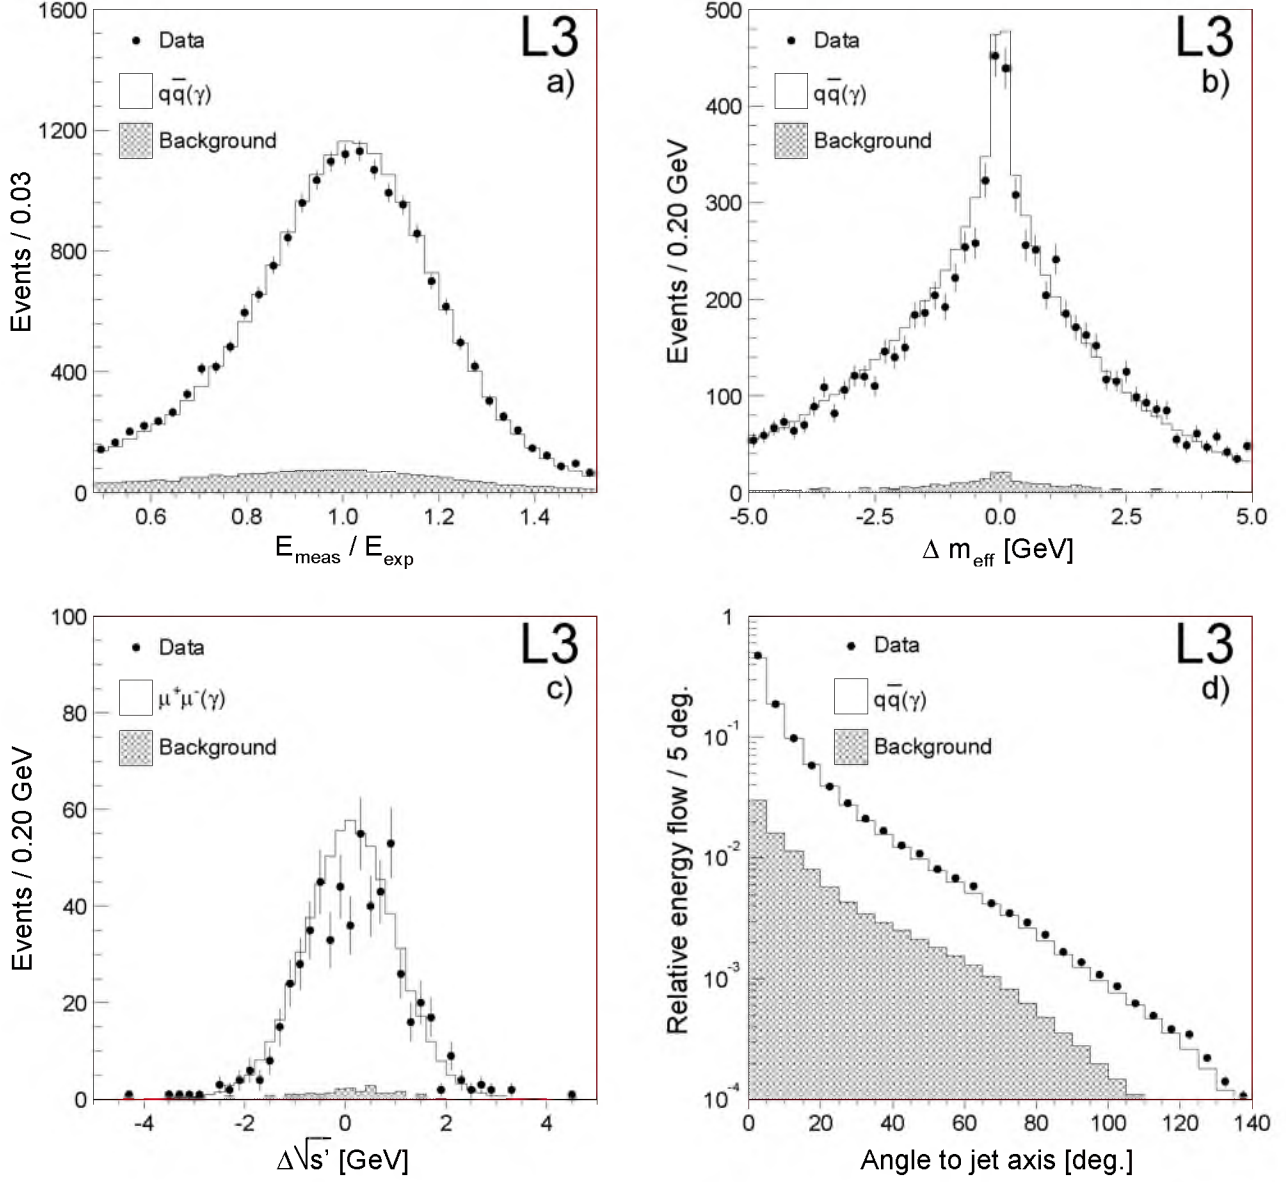 L3
a)
Data
qq̅(γ)
Background
1600
1200
800
400
0
Events / 0.03
0.6 0.8 1.0 1.2 1.4
E_meas / E_exp
L3
b)
Data
qq̅(γ)
Background
500
400
300
200
100
0
Events / 0.20 GeV
-5.0 -2.5 0.0 2.5 5.0
Δ m_eff [GeV]
L3
c)
Data
μ⁺μ⁻(γ)
Background
100
80
60
40
20
0
Events / 0.20 GeV
-4 -2 0 2 4
Δ√s’ [GeV]
L3
d)
Data
qq̅(γ)
Background
1
10⁻¹
10⁻²
10⁻³
10⁻⁴
Relative energy flow / 5 deg.
0 20 40 60 80 100 120 140
Angle to jet axis [deg.]